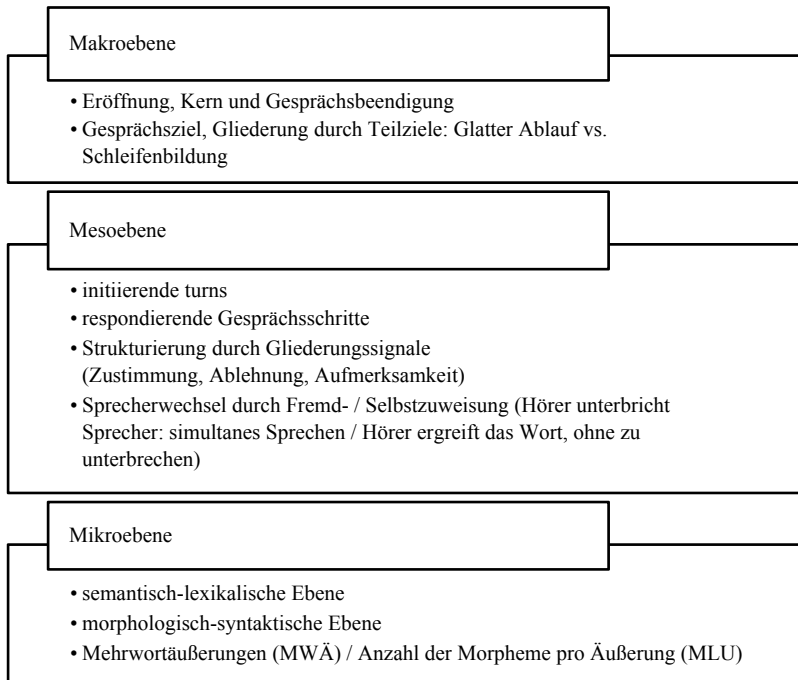 Makroebene
• Eröffnung, Kern und Gesprächsbeendigung
• Gesprächsziel, Gliederung durch Teilziele: Glatter Ablauf vs.
Schleifenbildung
Mesoebene
• initiierende turns
• respondierende Gesprächsschritte
• Strukturierung durch Gliederungssignale
(Zustimmung, Ablehnung, Aufmerksamkeit)
• Sprecherwechsel durch Fremd- / Selbstzuweisung (Hörer unterbricht
Sprecher: simultanes Sprechen / Hörer ergreift das Wort, ohne zu
unterbrechen)
Mikroebene
• semantisch-lexikalische Ebene
• morphologisch-syntaktische Ebene
• Mehrwortäußerungen (MWÄ) / Anzahl der Morpheme pro Äußerung (MLU)